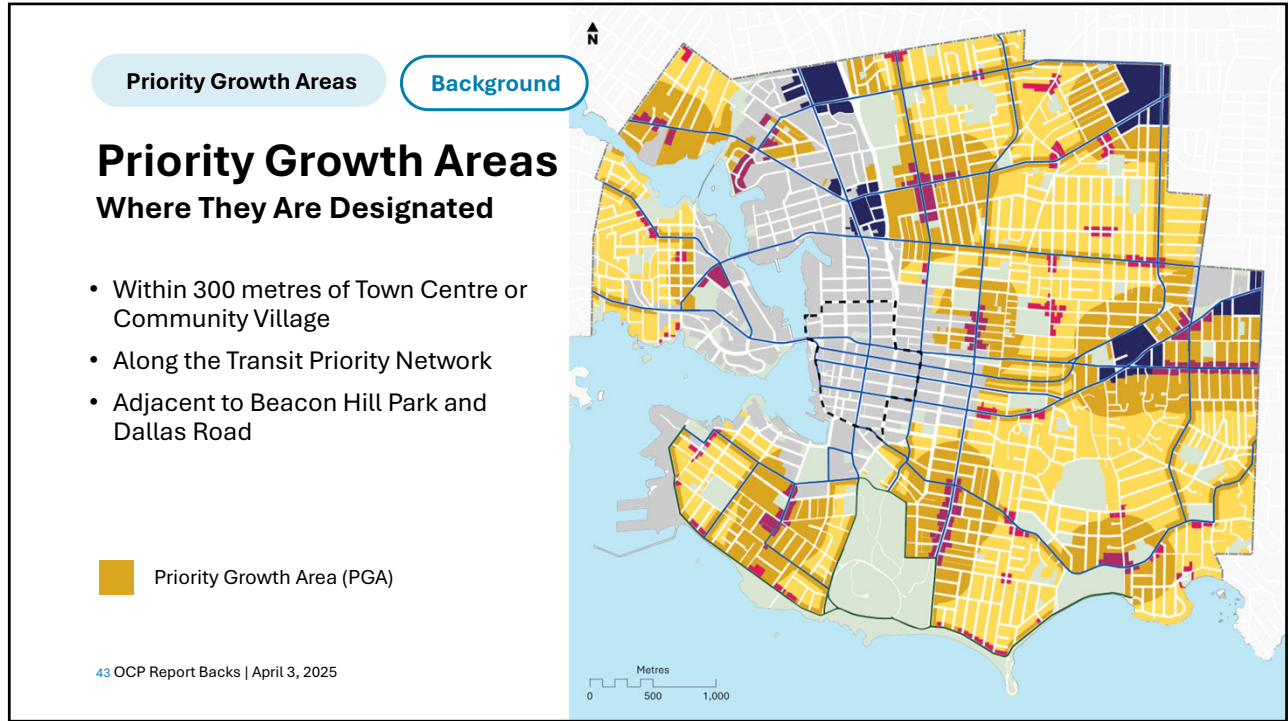 Priority Growth Areas
Background
Priority Growth Areas
Where They Are Designated
• Within 300 metres of Town Centre or
Community Village
• Along the Transit Priority Network
• Adjacent to Beacon Hill Park and
Dallas Road
Priority Growth Area (PGA)
43 OCP Report Backs | April 3, 2025
N
Metres
0 500 1,000